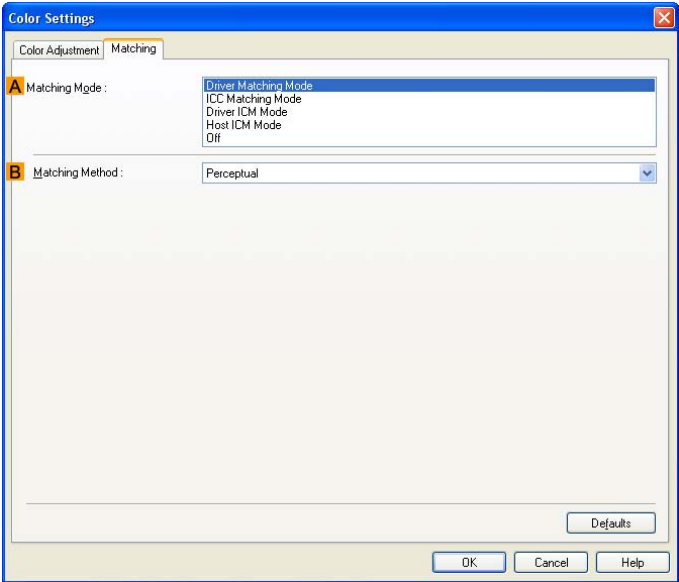 Color Settings
Color Adjustment Matching
A Matching Mode : Driver Matching Mode
ICC Matching Mode
Driver ICM Mode
Host ICM Mode
Off
B Matching Method : Perceptual
Defaults
OK Cancel Help